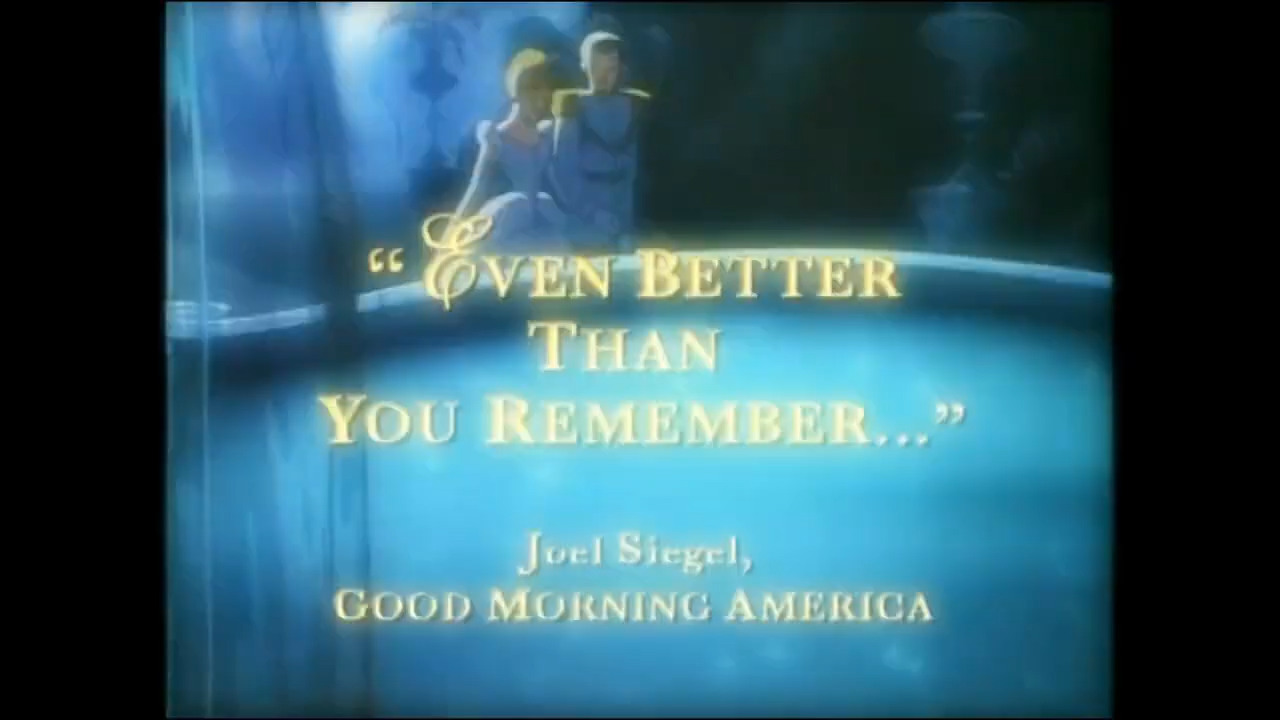 “Even Better
Than
You Remember...”
Joel Siegel,
Good Morning America